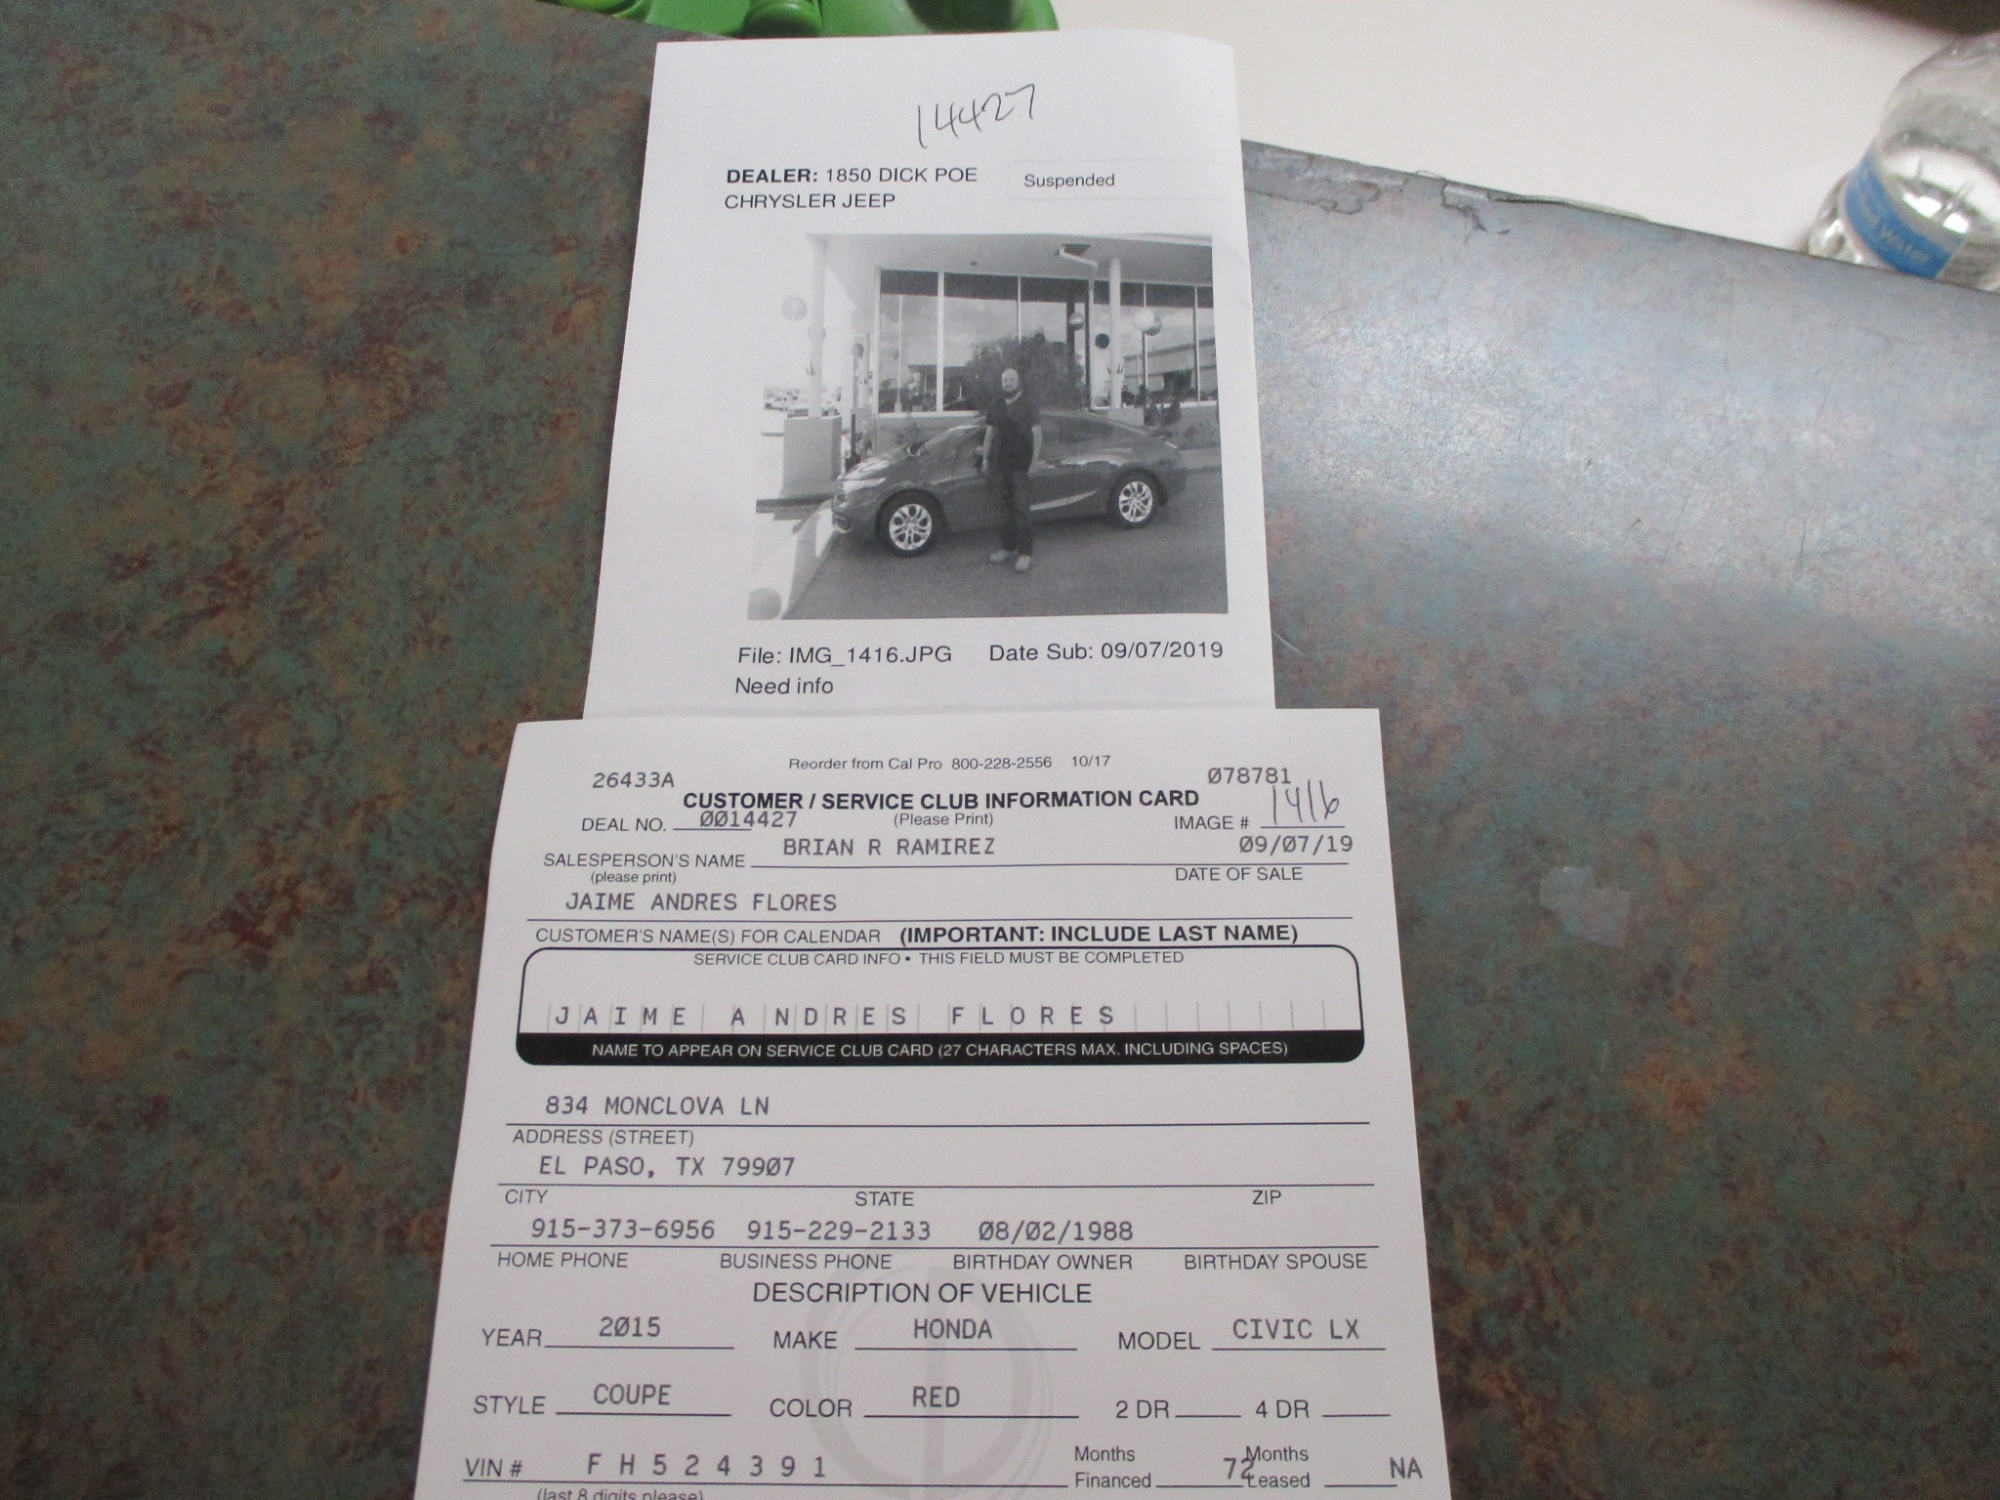 14427
DEALER: 1850 DICK POE
CHRYSLER JEEP
Suspended
File: IMG_1416.JPG Date Sub: 09/07/2019
Need info
Reorder from Cal Pro 800-228-2556 10/17
26433A
Ø78781
CUSTOMER / SERVICE CLUB INFORMATION CARD
DEAL NO. ØØ14427 (Please Print) IMAGE # 1416
BRIAN R RAMIREZ Ø9/Ø7/19
SALESPERSON'S NAME DATE OF SALE
(please print)
JAIME ANDRES FLORES
CUSTOMER'S NAME(S) FOR CALENDAR (IMPORTANT: INCLUDE LAST NAME)
SERVICE CLUB CARD INFO • THIS FIELD MUST BE COMPLETED
JAIME ANDRES FLORES
NAME TO APPEAR ON SERVICE CLUB CARD (27 CHARACTERS MAX. INCLUDING SPACES)
834 MONCLOVA LN
ADDRESS (STREET)
EL PASO, TX 799Ø7
CITY STATE ZIP
915-373-6956 915-229-2133 Ø8/Ø2/1988
HOME PHONE BUSINESS PHONE BIRTHDAY OWNER BIRTHDAY SPOUSE
DESCRIPTION OF VEHICLE
YEAR 2Ø15 MAKE HONDA MODEL CIVIC LX
STYLE COUPE COLOR RED 2 DR 4 DR
VIN # FH524391 Months Financed 72 Months Leased NA
(last 8 digits please)